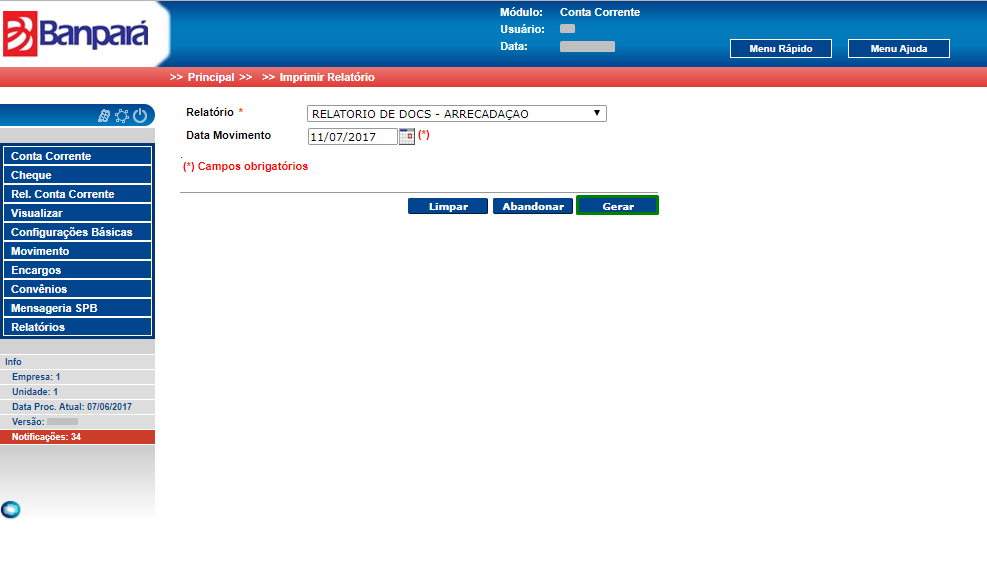 Banpará
Módulo: Conta Corrente
Usuário:
Data:
Menu Rápido
Menu Ajuda
>> Principal >> >> Imprimir Relatório
Relatório * RELATORIO DE DOCS - ARRECADAÇAO
Data Movimento 11/07/2017 (*)
(*) Campos obrigatórios
Limpar
Abandonar
Gerar
Conta Corrente
Cheque
Rel. Conta Corrente
Visualizar
Configurações Básicas
Movimento
Encargos
Convênios
Mensageria SPB
Relatórios
Info
Empresa: 1
Unidade: 1
Data Proc. Atual: 07/06/2017
Versão:
Notificações: 34